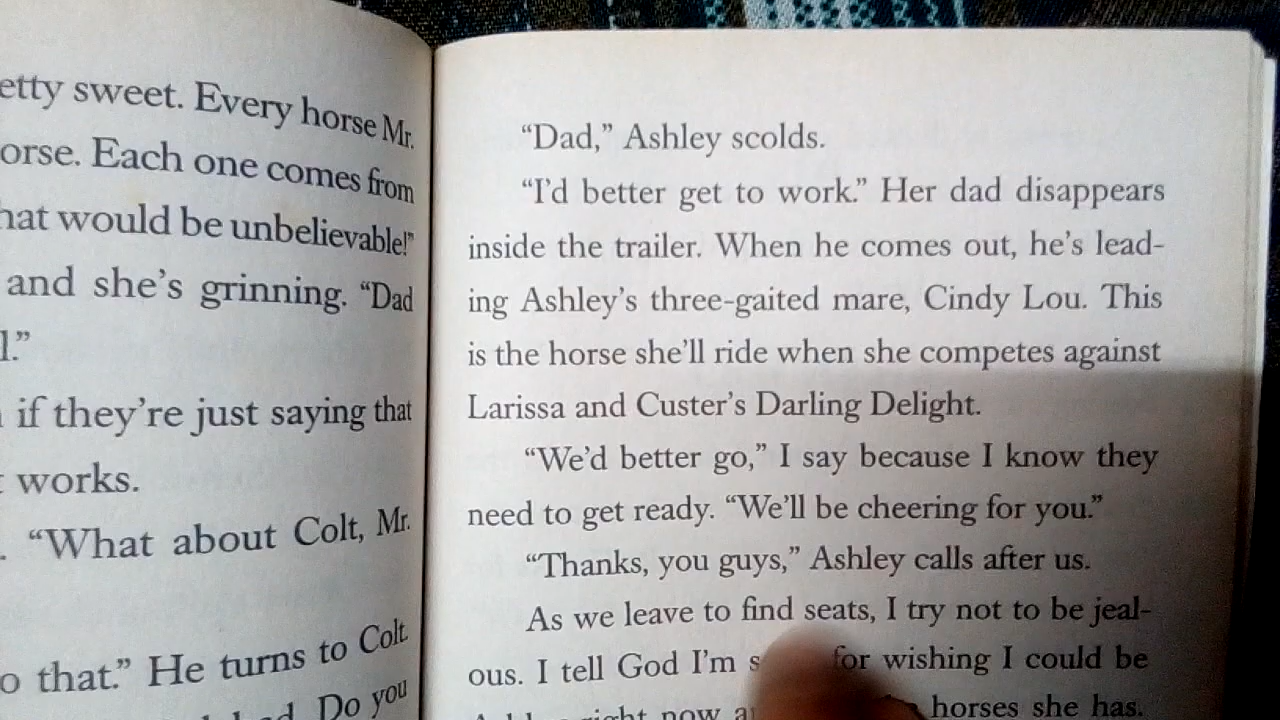 etty sweet. Every horse Mr.
orse. Each one comes from
hat would be unbelievable!"
and she's grinning. "Dad
l."
if they're just saying that
works.
. "What about Colt, Mr.
o that." He turns to Colt.
Do you
"Dad," Ashley scolds.
"I'd better get to work." Her dad disappears
inside the trailer. When he comes out, he's lead-
ing Ashley's three-gaited mare, Cindy Lou. This
is the horse she'll ride when she competes against
Larissa and Custer's Darling Delight.
"We'd better go," I say because I know they
need to get ready. "We'll be cheering for you."
"Thanks, you guys," Ashley calls after us.
As we leave to find seats, I try not to be jeal-
ous. I tell God I'm s for wishing I could be
right now a horses she has.